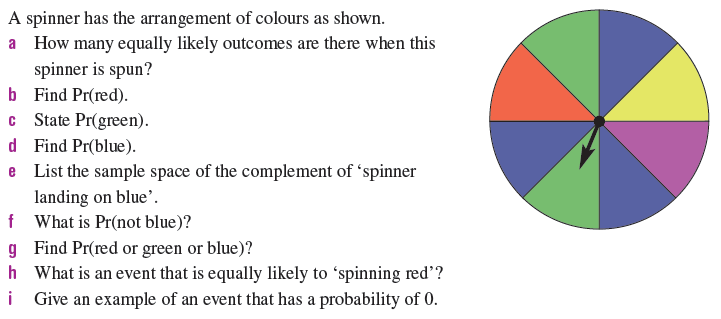 A spinner has the arrangement of colours as shown.
a How many equally likely outcomes are there when this
spinner is spun?
b Find Pr(red).
c State Pr(green).
d Find Pr(blue).
e List the sample space of the complement of ‘spinner
landing on blue’.
f What is Pr(not blue)?
g Find Pr(red or green or blue)?
h What is an event that is equally likely to ‘spinning red’?
i Give an example of an event that has a probability of 0.